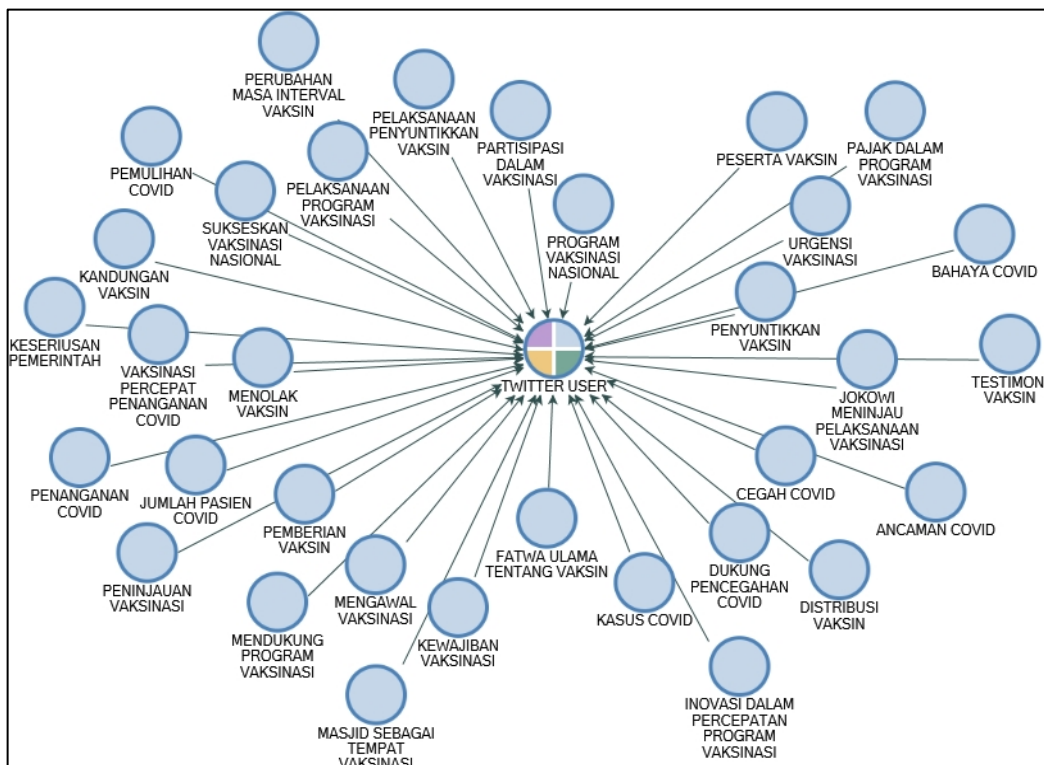 PERUBAHAN
MASA INTERVAL
VAKSIN
PELAKSANAAN
PENYUNTIKKAN
VAKSIN
PARTISIPASI
DALAM
VAKSINASI
PESERTA VAKSIN
PAJAK DALAM
PROGRAM
VAKSINASI
PEMULIHAN
COVID
PELAKSANAAN
PROGRAM
VAKSINASI
SUKSESKAN
VAKSINASI
NASIONAL
PROGRAM
VAKSINASI
NASIONAL
URGENSI
VAKSINASI
BAHAYA COVID
KANDUNGAN
VAKSIN
PENYUNTIKKAN
VAKSIN
KESERIUSAN
PEMERINTAH
VAKSINASI
PERCEPAT
PENANGANAN
COVID
MENOLAK
VAKSIN
TWITTER USER
JOKOWI
MENINJAU
PELAKSANAAN
VAKSINASI
TESTIMONI
VAKSIN
PENANGANAN
COVID
JUMLAH PASIEN
COVID
PEMBERIAN
VAKSIN
CEGAH COVID
ANCAMAN COVID
PENINJAUAN
VAKSINASI
FATWA ULAMA
TENTANG VAKSIN
DUKUNG
PENCEGAHAN
COVID
DISTRIBUSI
VAKSIN
MENDUKUNG
PROGRAM
VAKSINASI
MENGAWAL
VAKSINASI
KEWAJIBAN
VAKSINASI
KASUS COVID
MASJID SEBAGAI
TEMPAT
VAKSINASI
INOVASI DALAM
PERCEPATAN
PROGRAM
VAKSINASI